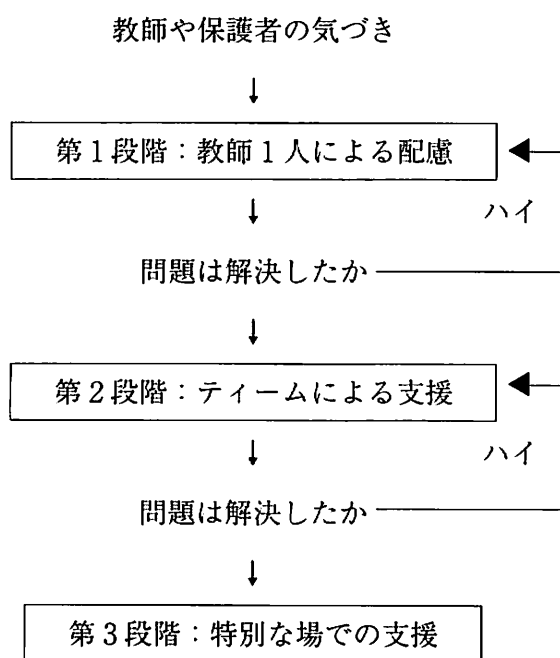 教師や保護者の気づき
第1段階：教師1人による配慮
ハイ
問題は解決したか
第2段階：ティームによる支援
ハイ
問題は解決したか
第3段階：特別な場での支援